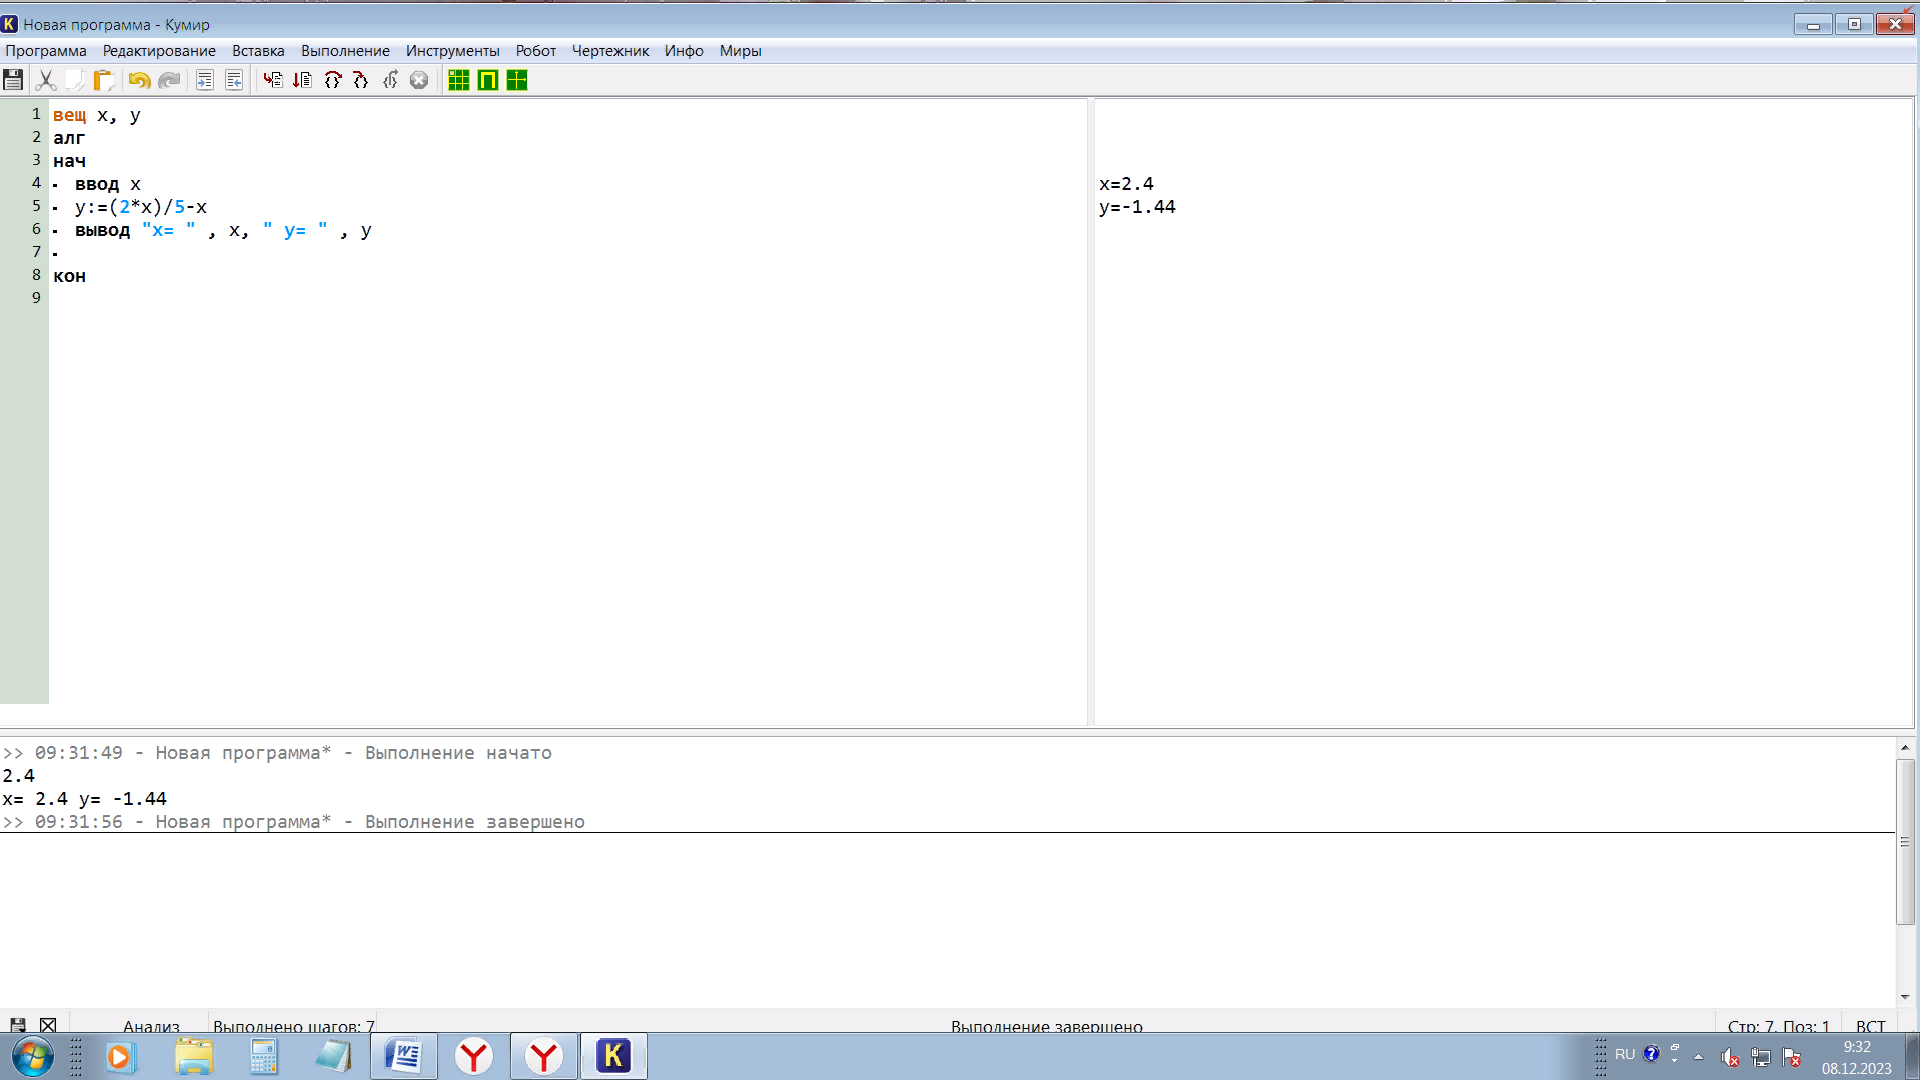 Новая программа - Кумир
Программа Редактирование Вставка Выполнение Инструменты Робот Чертежник Инфо Миры
1 вещ x, y
2 алг
3 нач
4 ввод x
5 y:=(2*x)/5-x
6 вывод "x= " , x, " y= " , y
7
8 кон
9
x=2.4
y=-1.44
>> 09:31:49 - Новая программа* - Выполнение начато
2.4
x= 2.4 y= -1.44
>> 09:31:56 - Новая программа* - Выполнение завершено
Анализ Выполнено шагов: 7 Выполнение завершено Стр: 7, Поз: 1 ВСТ
RU 9:32
08.12.2023